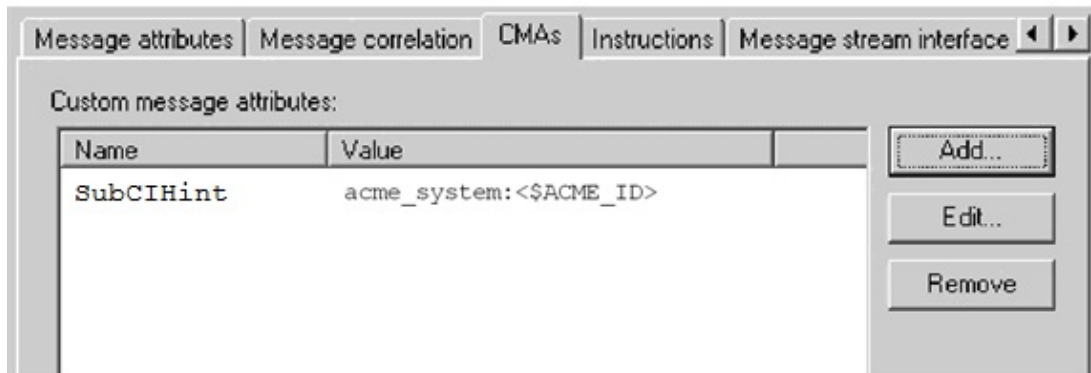 Message attributes Message correlation CMAs Instructions Message stream interface
Custom message attributes:
Name Value
Add...
SubCIHint acme_system:<$ACME_ID>
Edit...
Remove